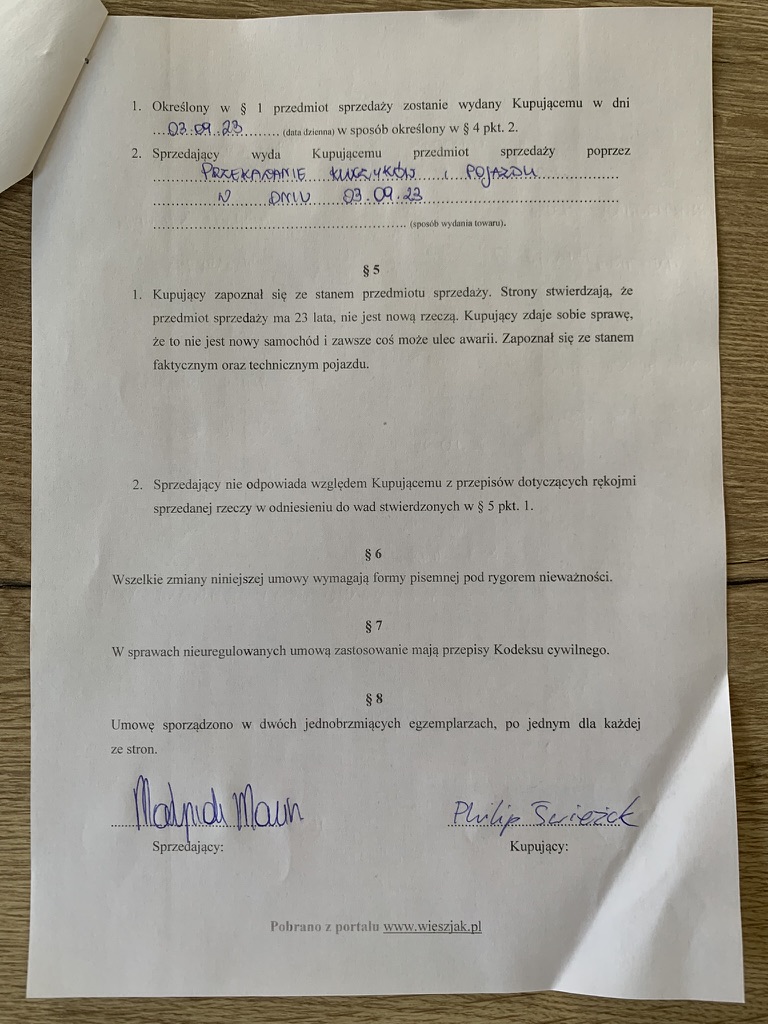 1. Określony w § 1 przedmiot sprzedaży zostanie wydany Kupującemu w dni
...03.09.23......... (data dzienna) w sposób określony w § 4 pkt. 2.
2. Sprzedający wyda Kupującemu przedmiot sprzedaży poprzez
PRZEKAZANIE KLUCZYKÓW I POJAZDU
W DNIU 03.09.23
(sposób wydania towaru).
§ 5
1. Kupujący zapoznał się ze stanem przedmiotu sprzedaży. Strony stwierdzają, że
przedmiot sprzedaży ma 23 lata, nie jest nową rzeczą. Kupujący zdaje sobie sprawę,
że to nie jest nowy samochód i zawsze coś może ulec awarii. Zapoznał się ze stanem
faktycznym oraz technicznym pojazdu.
2. Sprzedający nie odpowiada względem Kupującemu z przepisów dotyczących rękojmi
sprzedanej rzeczy w odniesieniu do wad stwierdzonych w § 5 pkt. 1.
§ 6
Wszelkie zmiany niniejszej umowy wymagają formy pisemnej pod rygorem nieważności.
§ 7
W sprawach nieuregulowanych umową zastosowanie mają przepisy Kodeksu cywilnego.
§ 8
Umowę sporządzono w dwóch jednobrzmiących egzemplarzach, po jednym dla każdej
ze stron.
Philip
Sprzedający: Kupujący:
Pobrano z portalu www.wieszjak.pl